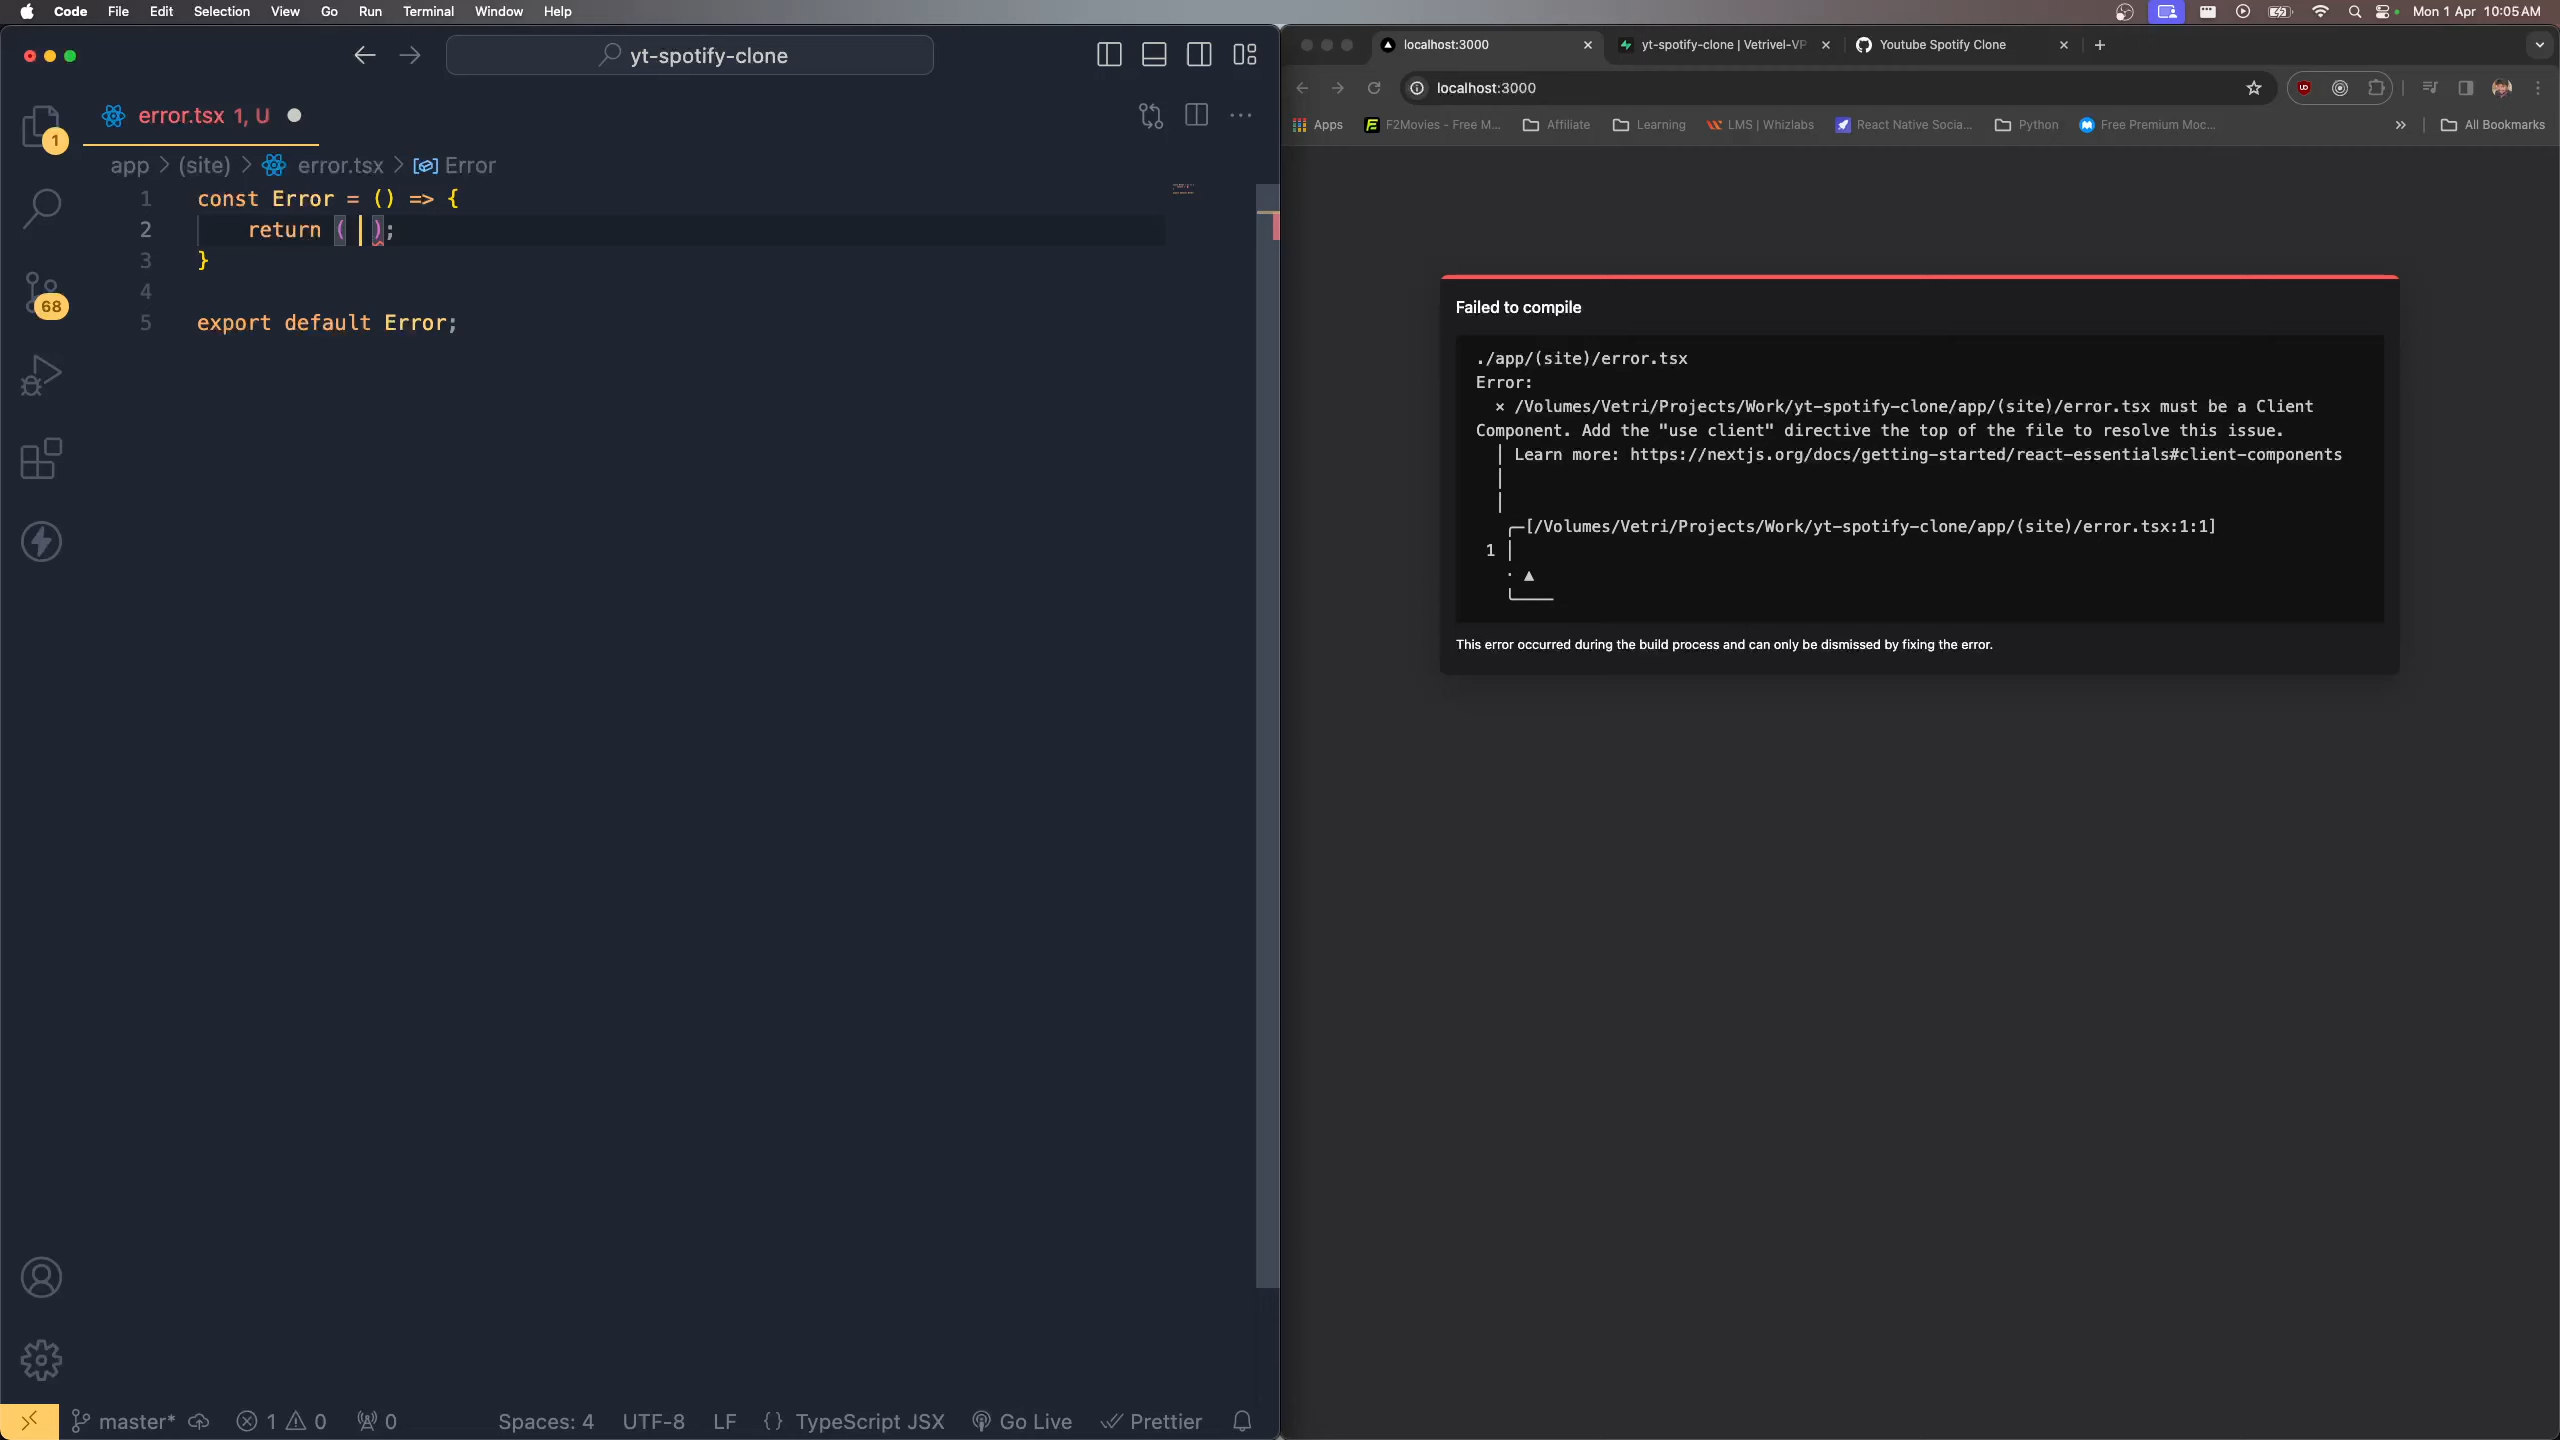 Code File Edit Selection View Go Run Terminal Window Help
Mon 1 Apr 10:05 AM
yt-spotify-clone
error.tsx 1, U
1
app > (site) > error.tsx > Error
1 const Error = () => {
2 return ( );
3 }
4
5 export default Error;
68
master* 1 0 0 Spaces: 4 UTF-8 LF {} TypeScript JSX Go Live Prettier
localhost:3000
yt-spotify-clone | Vetrivel-VP
Youtube Spotify Clone
localhost:3000
Apps F2Movies - Free M... Affiliate Learning LMS | Whizlabs React Native Socia... Python Free Premium Moc... » All Bookmarks
Failed to compile
./app/(site)/error.tsx
Error:
× /Volumes/Vetri/Projects/Work/yt-spotify-clone/app/(site)/error.tsx must be a Client
Component. Add the "use client" directive the top of the file to resolve this issue.
│ Learn more: https://nextjs.org/docs/getting-started/react-essentials#client-components
│
│
╭─[/Volumes/Vetri/Projects/Work/yt-spotify-clone/app/(site)/error.tsx:1:1]
1 │
· ▲
╰────
This error occurred during the build process and can only be dismissed by fixing the error.